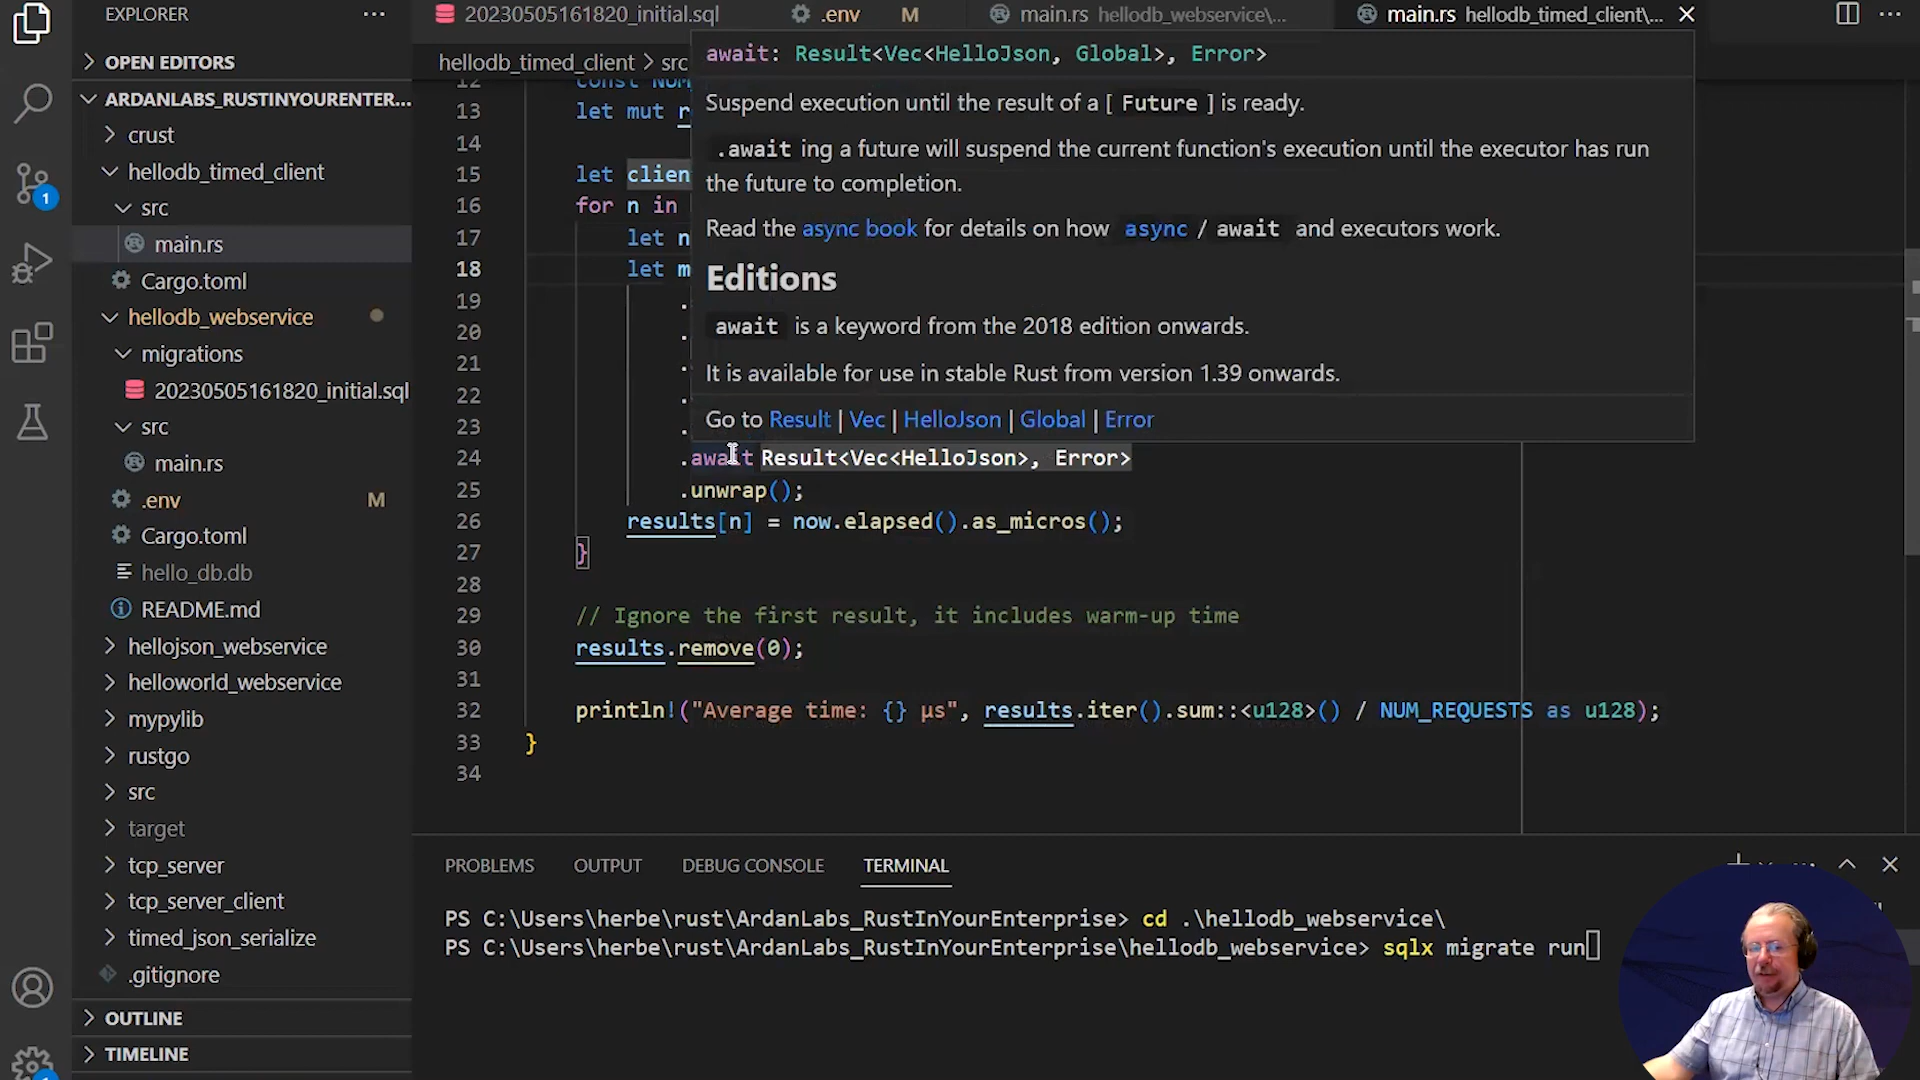 EXPLORER
OPEN EDITORS
ARDANLABS_RUSTINYOURENTER...
crust
hellodb_timed_client
src
main.rs
Cargo.toml
hellodb_webservice
migrations
20230505161820_initial.sql
src
main.rs
.env M
Cargo.toml
hello_db.db
README.md
hellojson_webservice
helloworld_webservice
mypylib
rustgo
src
target
tcp_server
tcp_server_client
timed_json_serialize
.gitignore
OUTLINE
TIMELINE
1
20230505161820_initial.sql
.env M
main.rs hellodb_webservice\...
main.rs hellodb_timed_client\...
hellodb_timed_client > src
await: Result<Vec<HelloJson, Global>, Error>
Suspend execution until the result of a [ Future ] is ready.
.await ing a future will suspend the current function's execution until the executor has run
the future to completion.
Read the async book for details on how async / await and executors work.
Editions
await is a keyword from the 2018 edition onwards.
It is available for use in stable Rust from version 1.39 onwards.
Go to Result | Vec | HelloJson | Global | Error
12 const NUM
13 let mut r
14
15 let clien
16 for n in
17 let n
18 let m
19 .
20 .
21 .
22 .
23 .
24 .await Result<Vec<HelloJson>, Error>
25 .unwrap();
26 results[n] = now.elapsed().as_micros();
27 }
28
29 // Ignore the first result, it includes warm-up time
30 results.remove(0);
31
32 println!("Average time: {} µs", results.iter().sum::<u128>() / NUM_REQUESTS as u128);
33 }
34
PROBLEMS OUTPUT DEBUG CONSOLE TERMINAL
PS C:\Users\herbe\rust\ArdanLabs_RustInYourEnterprise> cd .\hellodb_webservice\
PS C:\Users\herbe\rust\ArdanLabs_RustInYourEnterprise\hellodb_webservice> sqlx migrate run